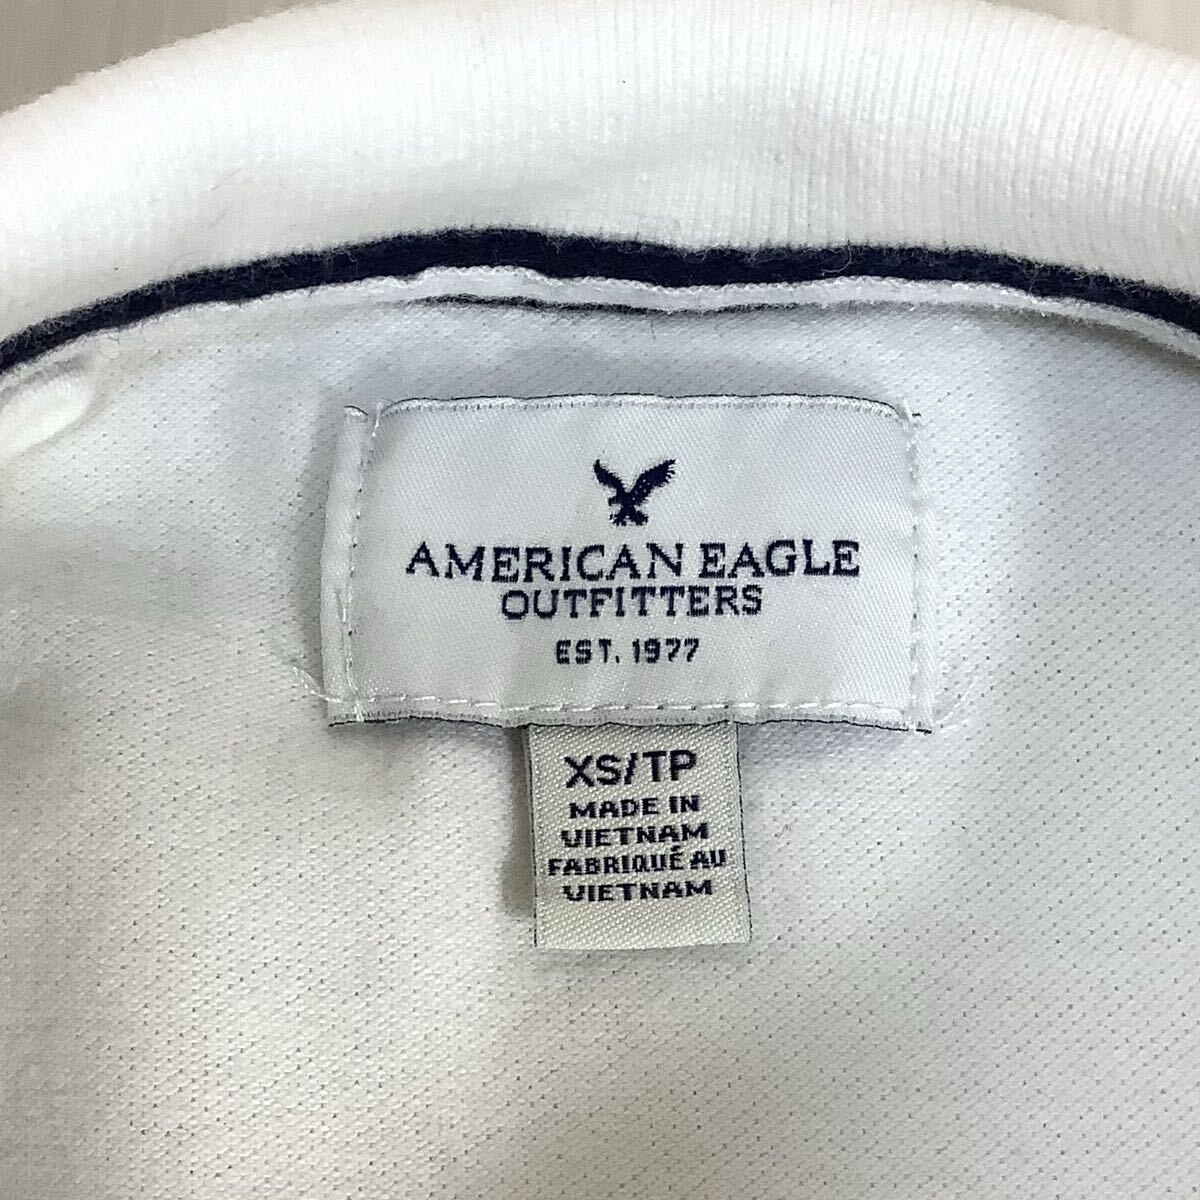 AMERICAN EAGLE
OUTFITTERS
EST. 1977
XS/TP
MADE IN
VIETNAM
FABRIQUÉ AU
VIETNAM